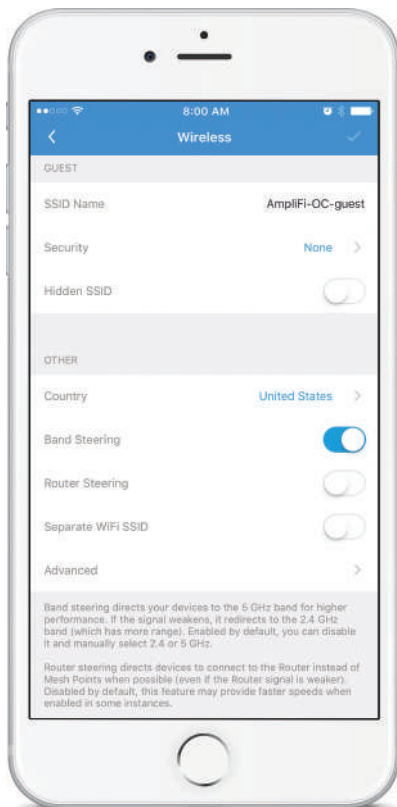 8:00 AM
Wireless
GUEST
SSID Name AmpliFi-OC-guest
Security None
Hidden SSID
OTHER
Country United States
Band Steering
Router Steering
Separate WiFi SSID
Advanced
Band steering directs your devices to the 5 GHz band for higher
performance. If the signal weakens, it redirects to the 2.4 GHz
band (which has more range). Enabled by default, you can disable
it and manually select 2.4 or 5 GHz.
Router steering directs devices to connect to the Router instead of
Mesh Points when possible (even if the Router signal is weaker).
Disabled by default, this feature may provide faster speeds when
enabled in some instances.